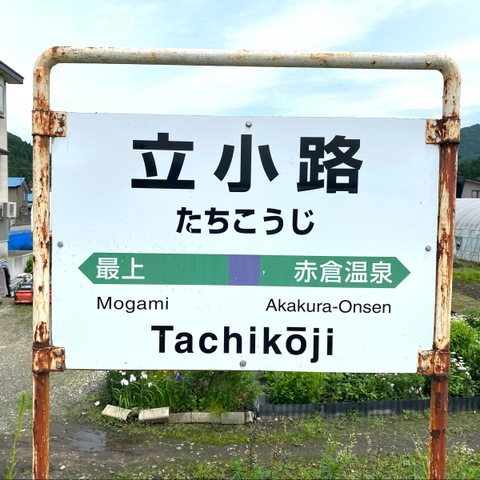 立小路
たちこうじ
最上 赤倉温泉
Mogami Akakura-Onsen
Tachikōji